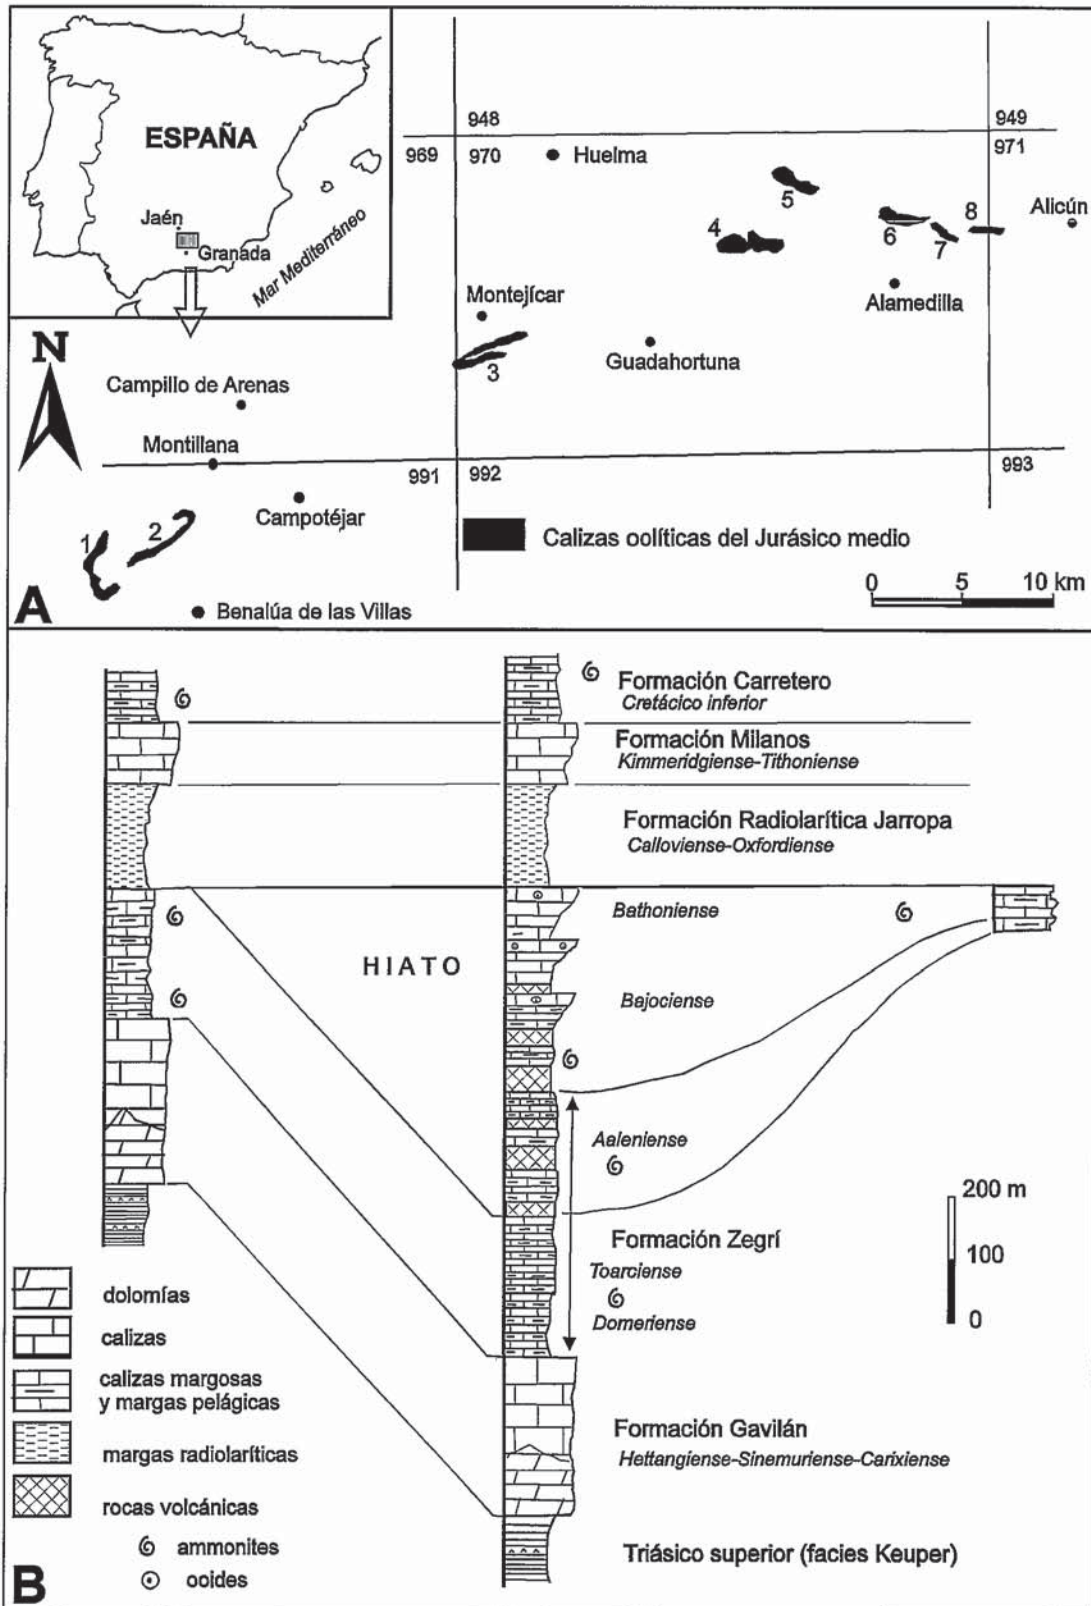 ESPAÑA
Jaén
Granada
Mar Mediterráneo
N
948
949
969
970
971
Huelma
5
8
Alicún
4
6
7
Montejícar
Alamedilla
3
Guadahortuna
Campillo de Arenas
Montillana
991
992
993
Campotéjar
1
2
Calizas oolíticas del Jurásico medio
0 5 10 km
A
Benalúa de las Villas
Formación Carretero
Cretácico inferior
Formación Milanos
Kimmeridgiense-Tithoniense
Formación Radiolarítica Jarropa
Calloviense-Oxfordiense
Bathoniense
HIATO
Bajociense
Aaleniense
200 m
100
0
Formación Zegrí
Toarciense
Domeriense
dolomías
calizas
calizas margosas
y margas pelágicas
margas radiolaríticas
rocas volcánicas
ammonites
ooides
Formación Gavilán
Hettangiense-Sinemuriense-Carixiense
Triásico superior (facies Keuper)
B